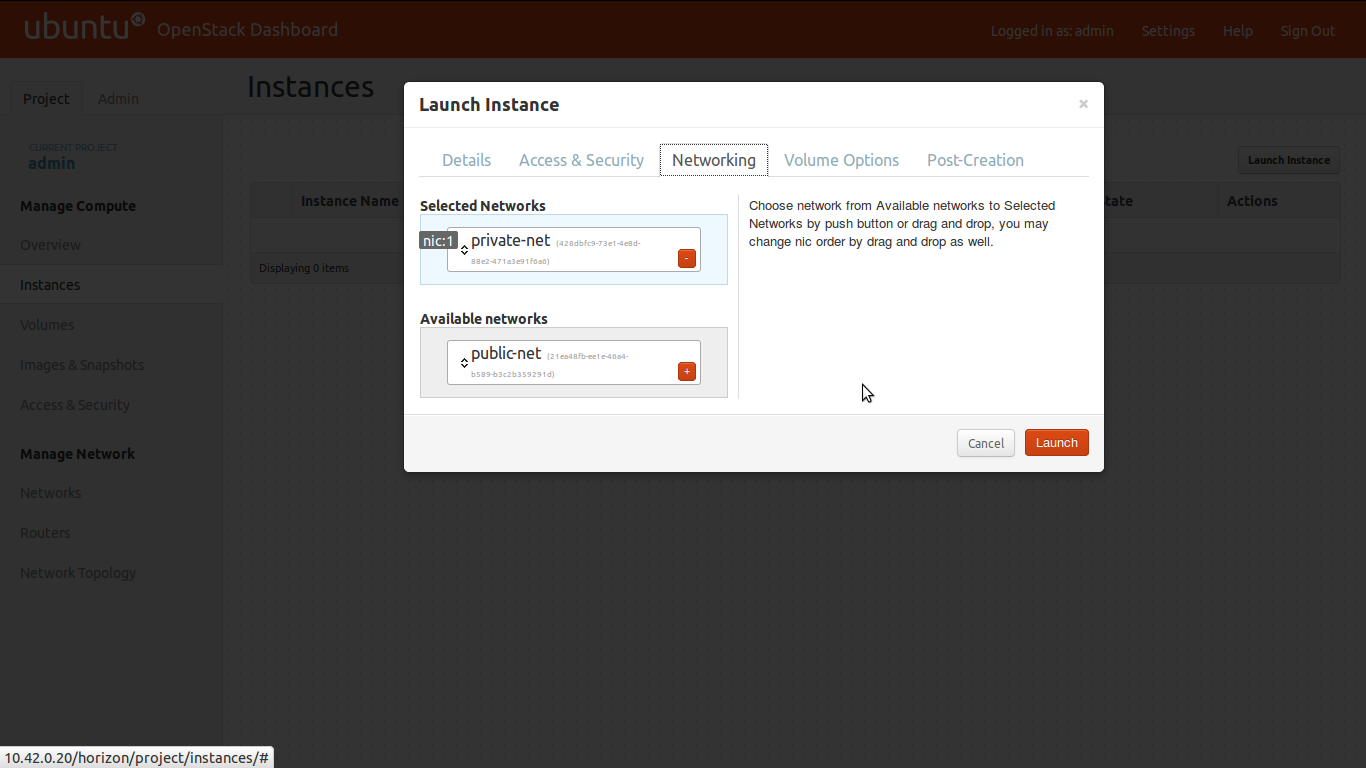 ubuntu® OpenStack Dashboard
Logged in as: admin Settings Help Sign Out
Project Admin
Instances
CURRENT PROJECT
admin
Manage Compute
Overview
Instances
Volumes
Images & Snapshots
Access & Security
Manage Network
Networks
Routers
Network Topology
Launch Instance
Instance Name
tate
Actions
Displaying 0 items
Launch Instance ×
Details Access & Security Networking Volume Options Post-Creation
Selected Networks
nic:1 private-net (428dbfc9-73e1-4e8d-
88e2-471a3e91f6a6)
-
Available networks
public-net (21ea48fb-ee1e-46a4-
b589-b3c2b359291d)
+
Choose network from Available networks to Selected
Networks by push button or drag and drop, you may
change nic order by drag and drop as well.
Cancel Launch
10.42.0.20/horizon/project/instances/#